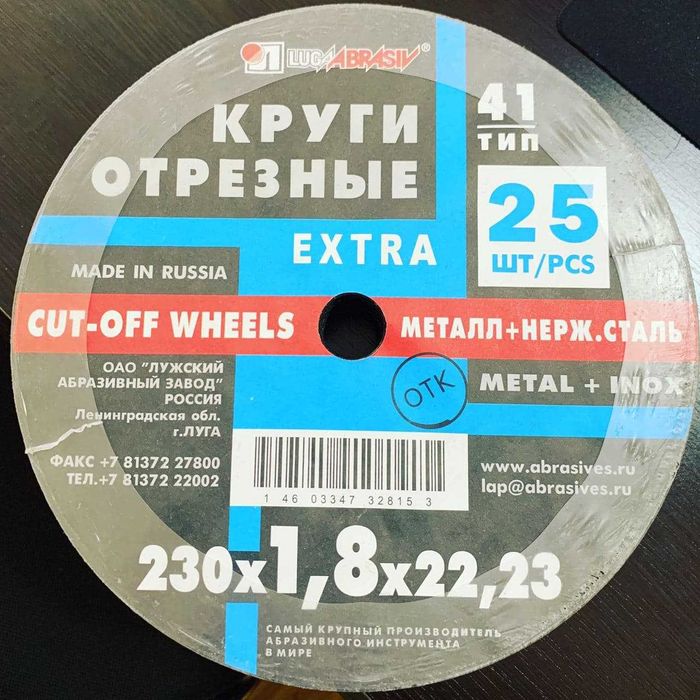 LUGAABRASIV®
КРУГИ
ОТРЕЗНЫЕ
EXTRA
41
ТИП
25
ШТ/PCS
MADE IN RUSSIA
CUT-OFF WHEELS
МЕТАЛЛ+НЕРЖ.СТАЛЬ
METAL + INOX
ОТК
ОАО "ЛУЖСКИЙ
АБРАЗИВНЫЙ ЗАВОД"
РОССИЯ
Ленинградская обл.
г.ЛУГА
ФАКС +7 81372 27800
ТЕЛ.+7 81372 22002
1 46 03347 32815 3
www.abrasives.ru
lap@abrasives.ru
230x1,8x22,23
САМЫЙ КРУПНЫЙ ПРОИЗВОДИТЕЛЬ
АБРАЗИВНОГО ИНСТРУМЕНТА
В МИРЕ